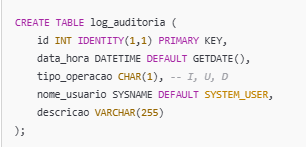 CREATE TABLE log_auditoria (
    id INT IDENTITY(1,1) PRIMARY KEY,
    data_hora DATETIME DEFAULT GETDATE(),
    tipo_operacao CHAR(1), -- I, U, D
    nome_usuario SYSNAME DEFAULT SYSTEM_USER,
    descricao VARCHAR(255)
);